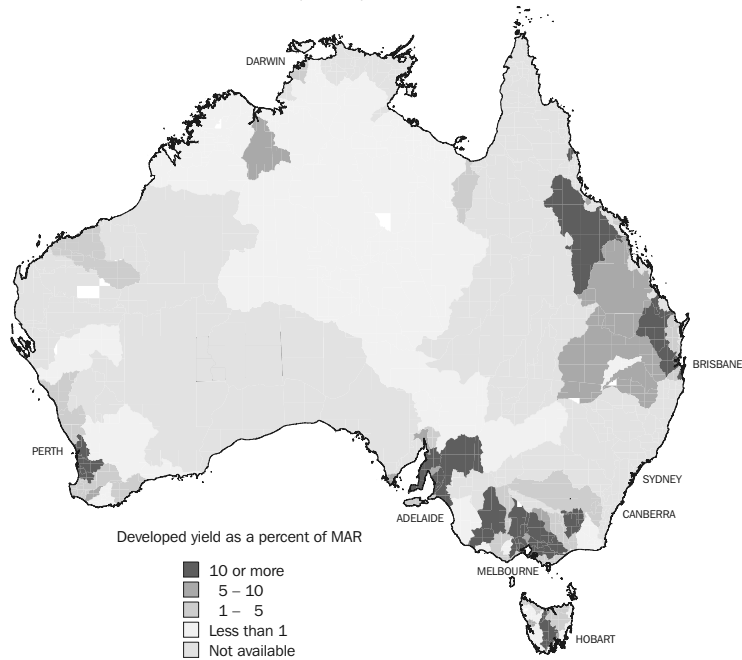 DARWIN
BRISBANE
PERTH
SYDNEY
ADELAIDE
CANBERRA
MELBOURNE
HOBART
Developed yield as a percent of MAR
10 or more
5 – 10
1 – 5
Less than 1
Not available